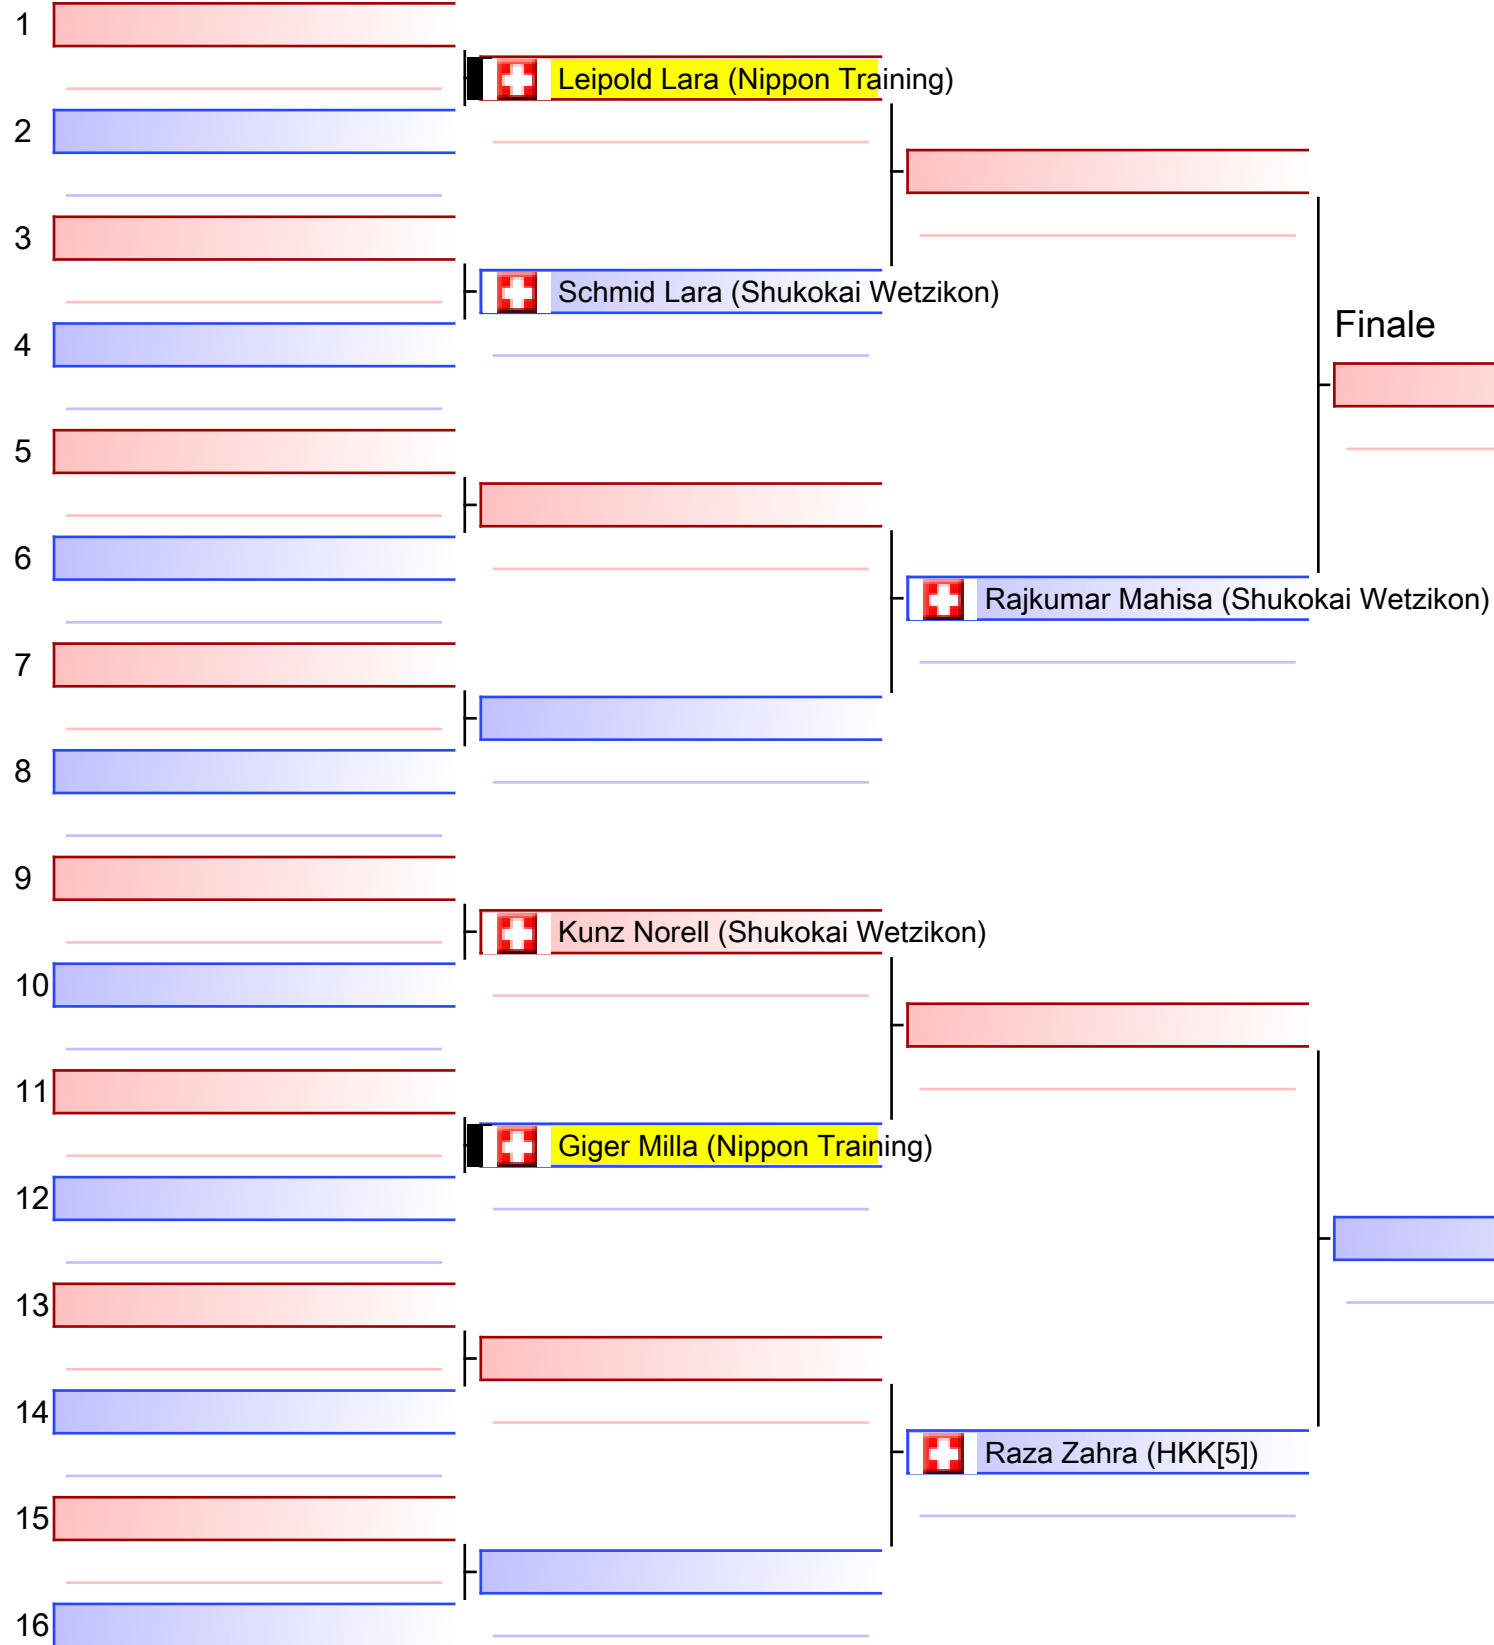 1
Leipold Lara (Nippon Training)
2
3
Schmid Lara (Shukokai Wetzikon)
Finale
4
5
6
Rajkumar Mahisa (Shukokai Wetzikon)
7
8
9
Kunz Norell (Shukokai Wetzikon)
10
11
Giger Milla (Nippon Training)
12
13
14
Raza Zahra (HKK[5])
15
16